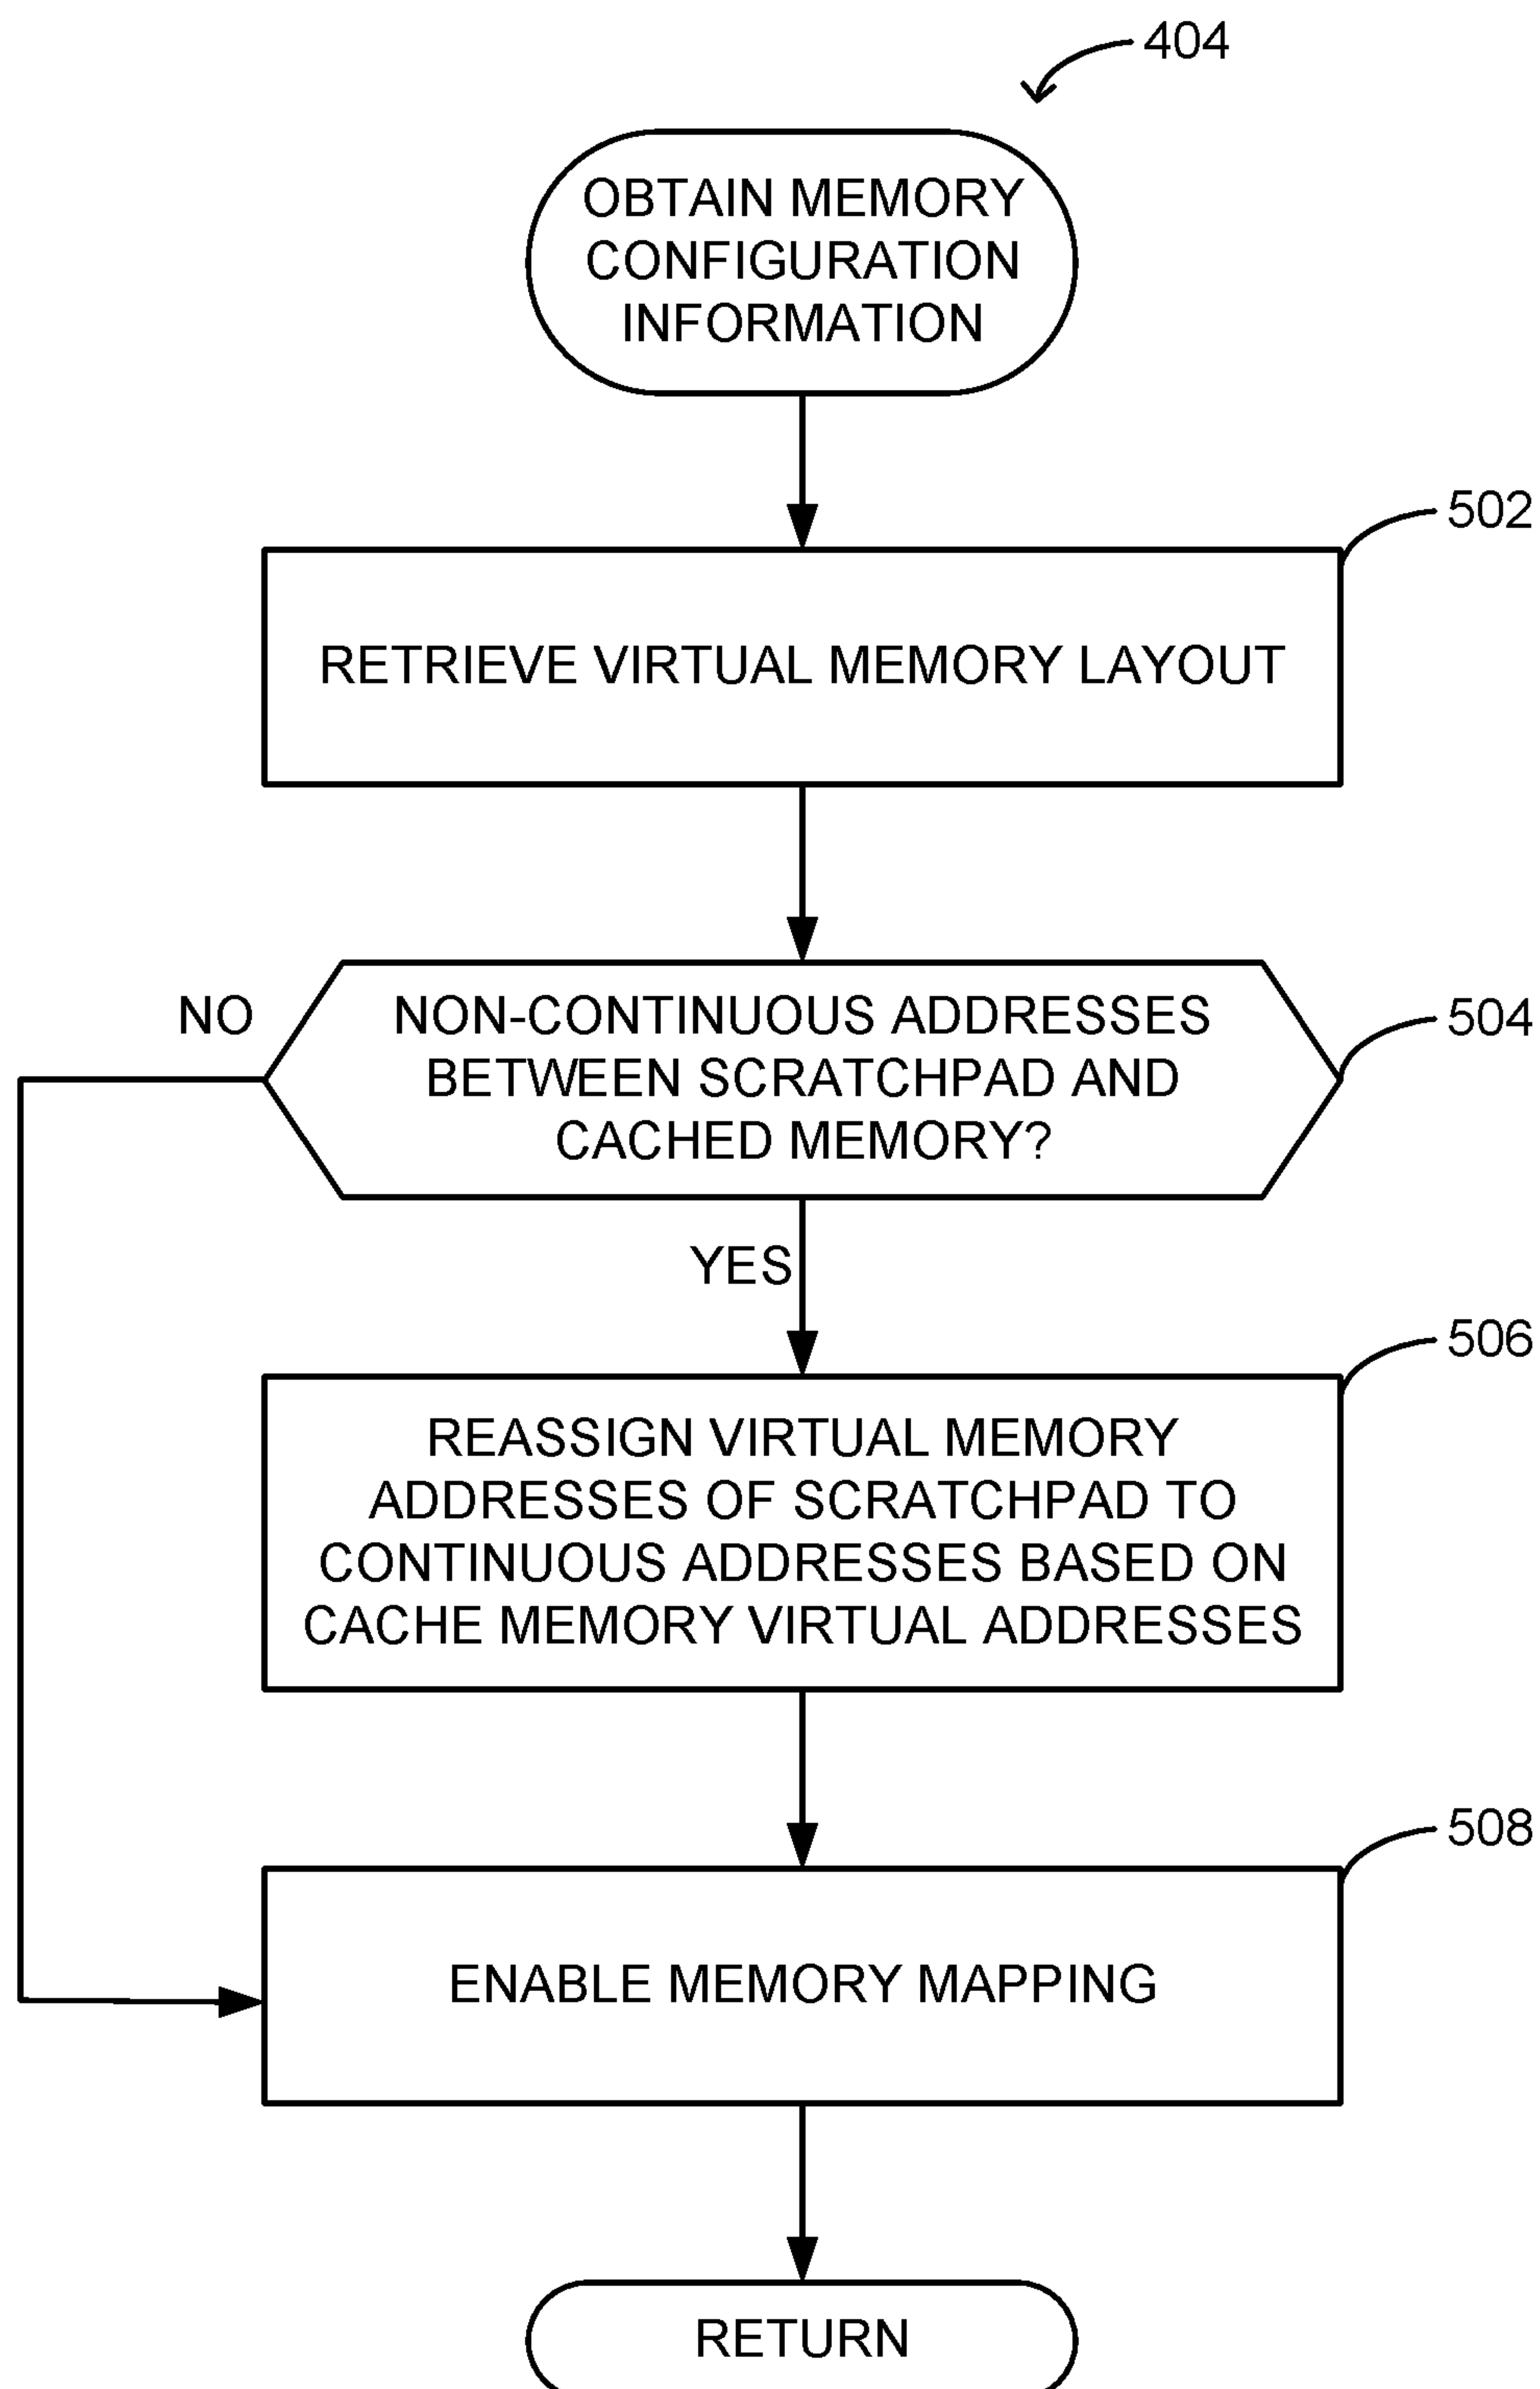 404
OBTAIN MEMORY
CONFIGURATION
INFORMATION
502
RETRIEVE VIRTUAL MEMORY LAYOUT
NO
NON-CONTINUOUS ADDRESSES
BETWEEN SCRATCHPAD AND
CACHED MEMORY?
504
YES
506
REASSIGN VIRTUAL MEMORY
ADDRESSES OF SCRATCHPAD TO
CONTINUOUS ADDRESSES BASED ON
CACHE MEMORY VIRTUAL ADDRESSES
508
ENABLE MEMORY MAPPING
RETURN